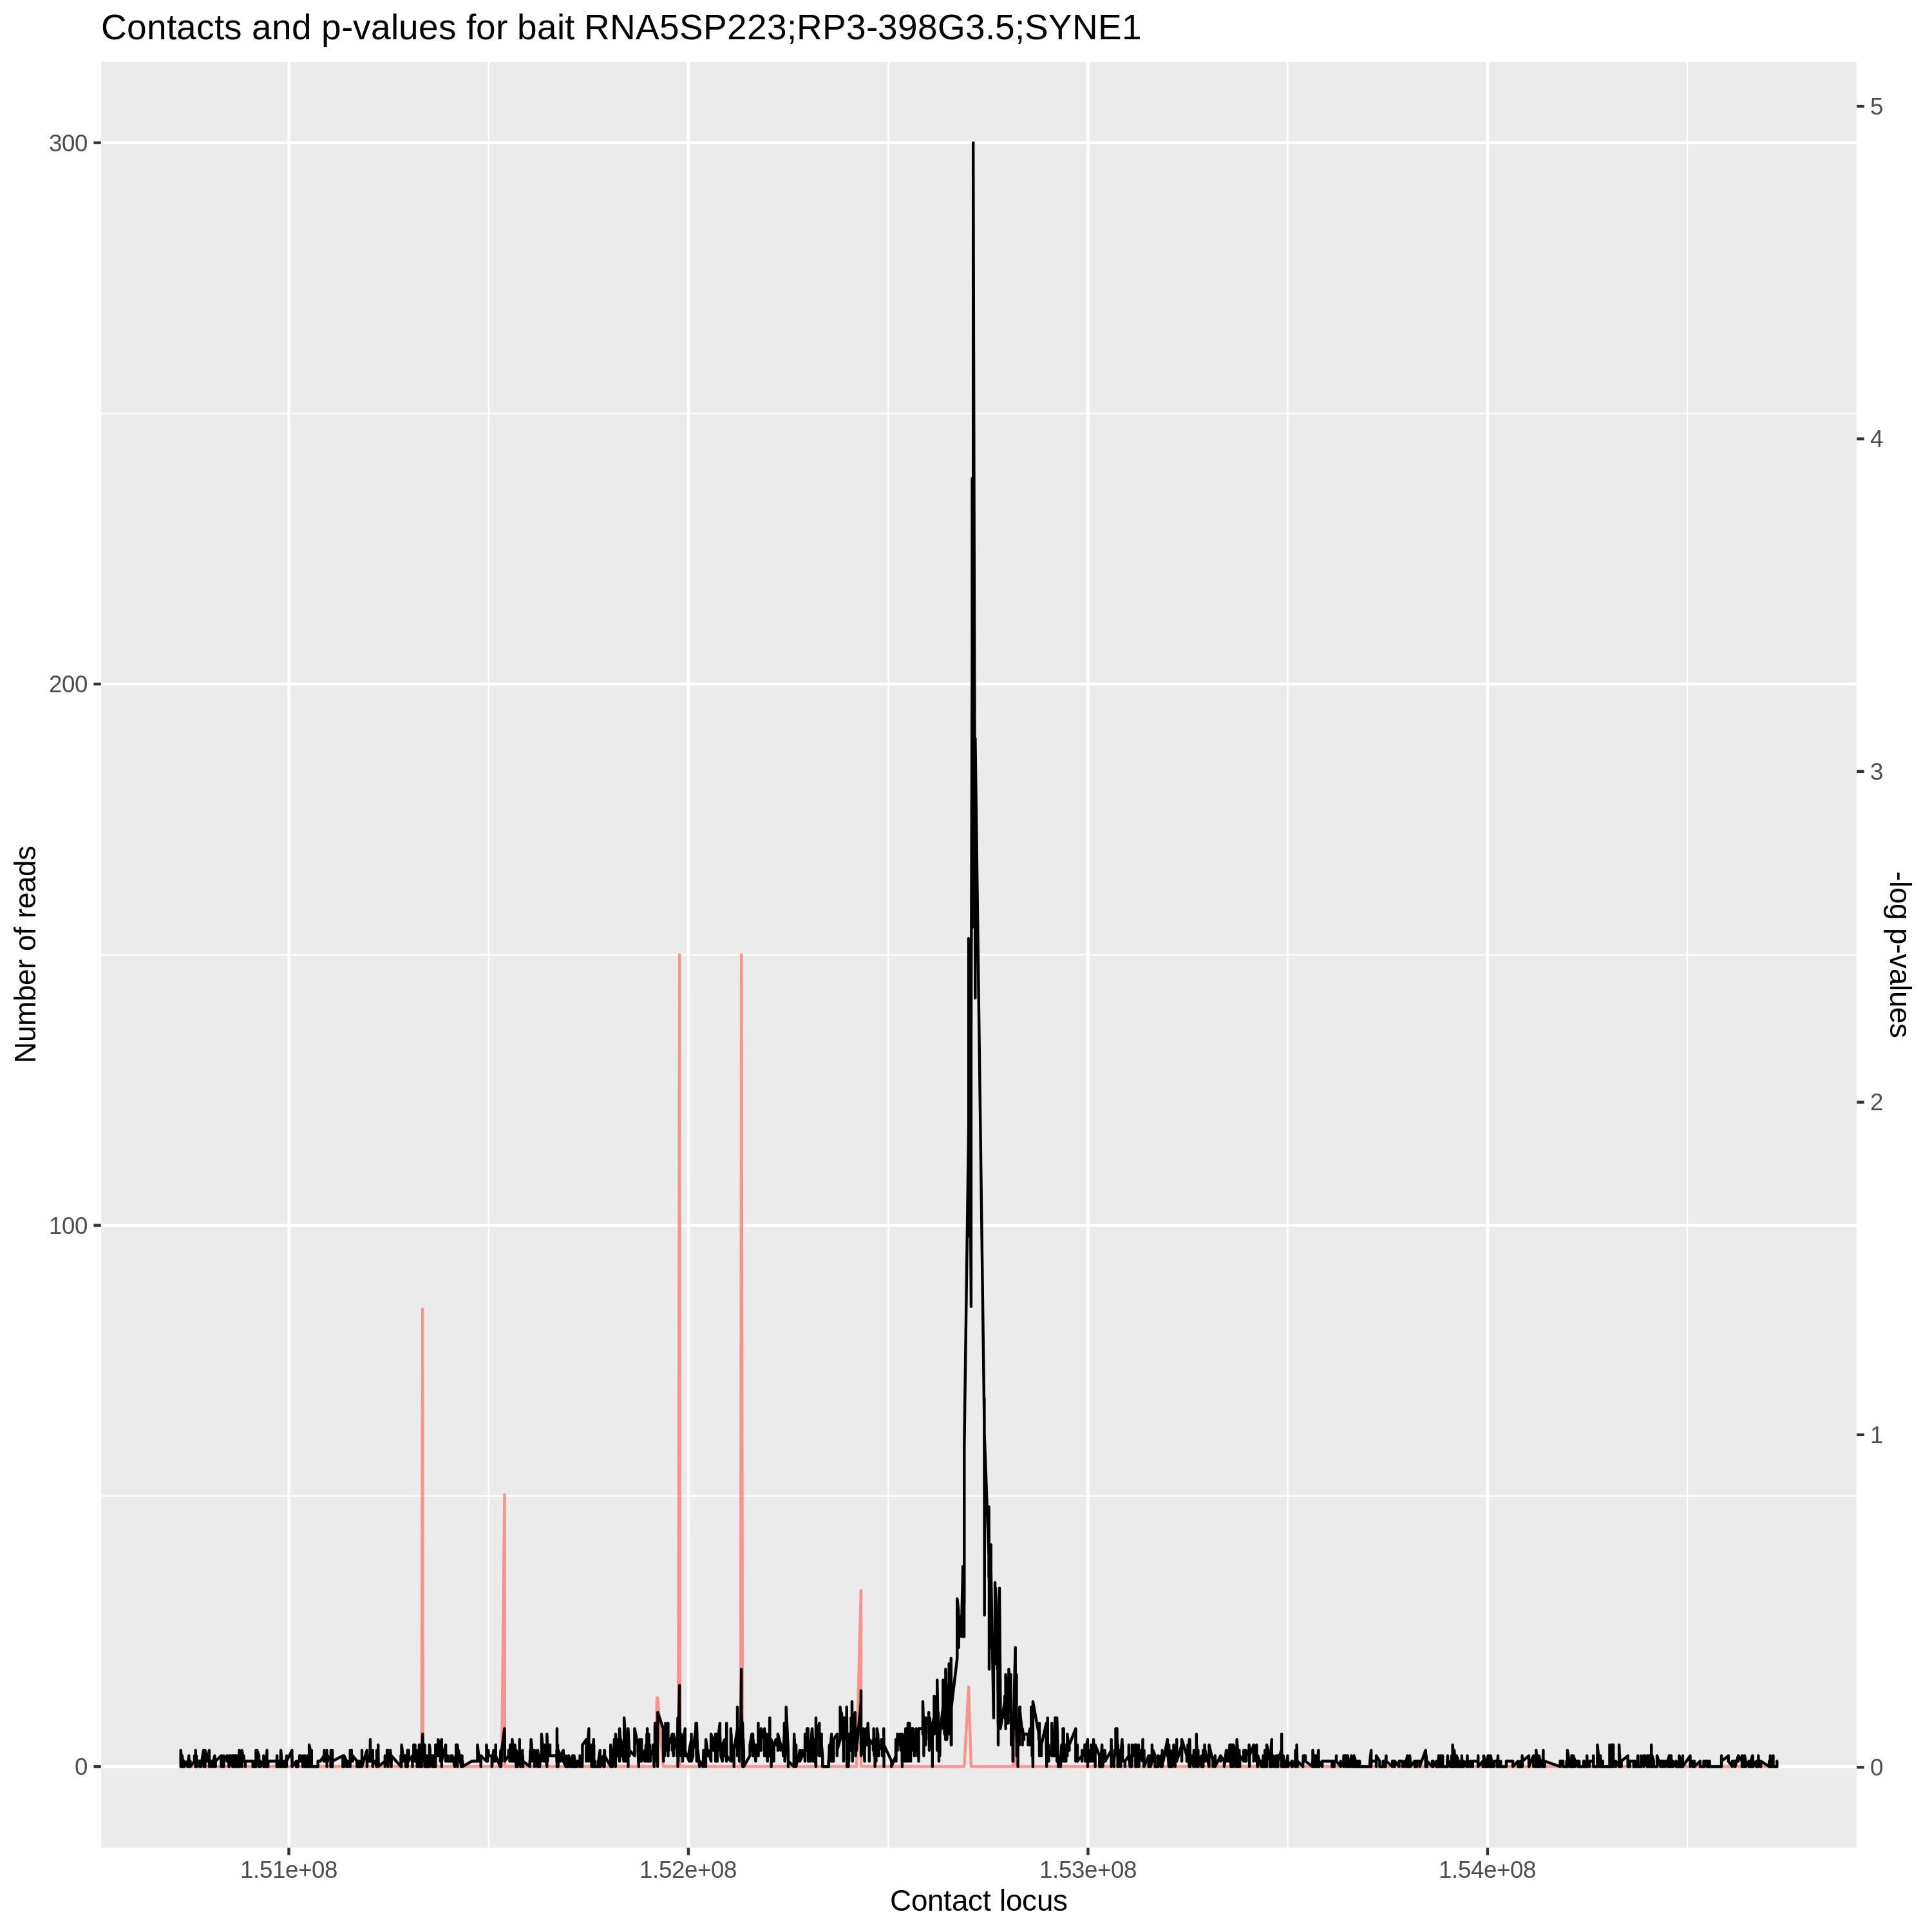 Contacts and p-values for bait RNA5SP223;RP3-398G3.5;SYNE1
300
200
100
0
Number of reads
5
4
3
2
1
0
-log p-values
1.51e+08
1.52e+08
1.53e+08
1.54e+08
Contact locus